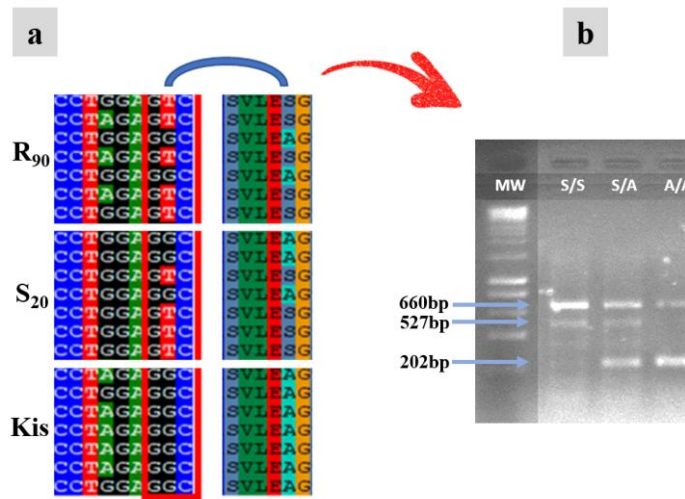 a
b
R90
CCTGGAGTC SVLESG
CCTAGAGTC SVLESG
CCTGGAGGC SVLEAG
CCTAGAGTC SVLESG
CCTGGAGGC SVLEAG
CCTAGAGTC SVLESG
CCTGGAGTC SVLESG
S20
CCTGGAGGC SVLEAG
CCTGGAGGC SVLEAG
CCTGGAGTC SVLESG
CCTGGAGGC SVLEAG
CCTGGAGTC SVLESG
CCTGGAGTC SVLESG
CCTGGAGTC SVLESG
Kis
CCTAGAGGC SVLEAG
CCTGGAGGC SVLEAG
CCTAGAGGC SVLEAG
CCTAGAGGC SVLEAG
CCTAGAGGC SVLEAG
CCTAGAGGC SVLEAG
CCTAGAGGC SVLEAG
MW S/S S/A A/A
660bp
527bp
202bp